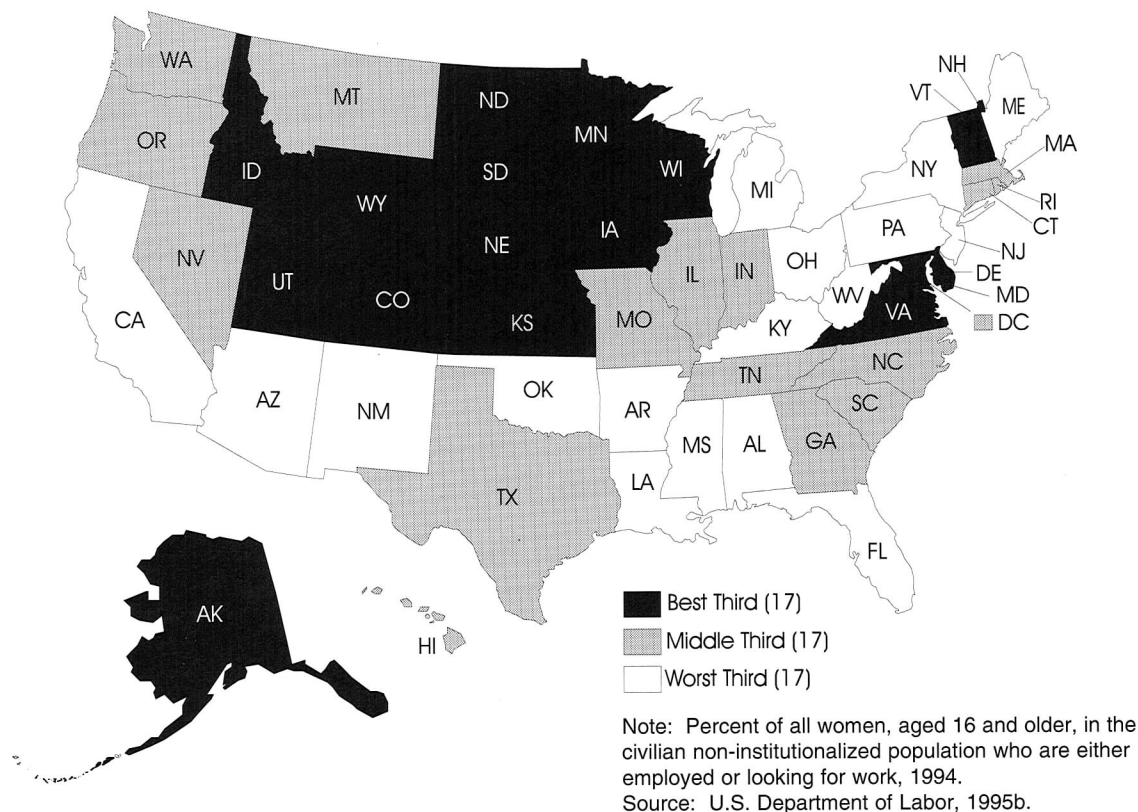 WA
MT
ND
MN
OR
ID
SD
WI
WY
MI
NH
VT
ME
NY
MA
RI
CT
NV
NE
IA
PA
NJ
UT
CO
IL
IN
OH
DE
MD
DC
CA
KS
MO
WV
VA
KY
AZ
NM
OK
TN
NC
AR
SC
MS
AL
GA
TX
LA
FL
AK
HI
Best Third (17)
Middle Third (17)
Worst Third (17)
Note: Percent of all women, aged 16 and older, in the
civilian non-institutionalized population who are either
employed or looking for work, 1994.
Source: U.S. Department of Labor, 1995b.